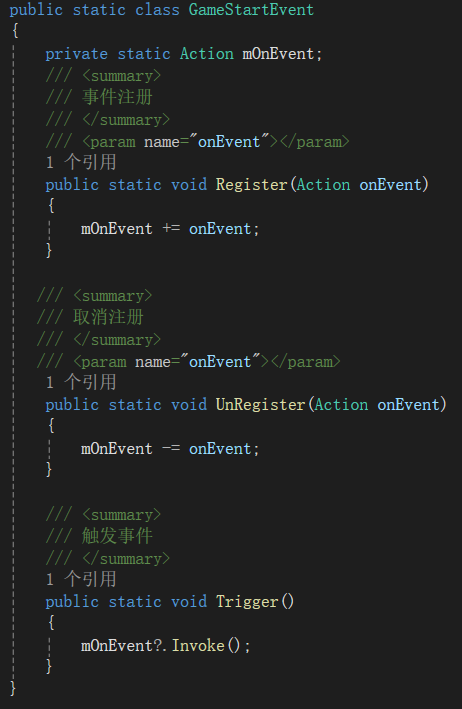 public static class GameStartEvent
{
private static Action mOnEvent;
/// <summary>
/// 事件注册
/// </summary>
/// <param name="onEvent"></param>
1 个引用
public static void Register(Action onEvent)
{
mOnEvent += onEvent;
}
/// <summary>
/// 取消注册
/// </summary>
/// <param name="onEvent"></param>
1 个引用
public static void UnRegister(Action onEvent)
{
mOnEvent -= onEvent;
}
/// <summary>
/// 触发事件
/// </summary>
1 个引用
public static void Trigger()
{
mOnEvent?.Invoke();
}
}